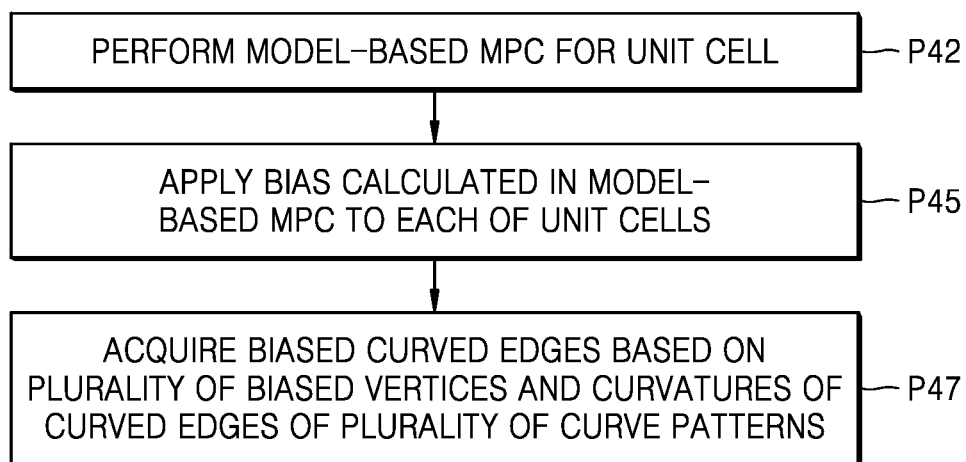 PERFORM MODEL-BASED MPC FOR UNIT CELL
P42
APPLY BIAS CALCULATED IN MODEL-
BASED MPC TO EACH OF UNIT CELLS
P45
ACQUIRE BIASED CURVED EDGES BASED ON
PLURALITY OF BIASED VERTICES AND CURVATURES OF
CURVED EDGES OF PLURALITY OF CURVE PATTERNS
P47